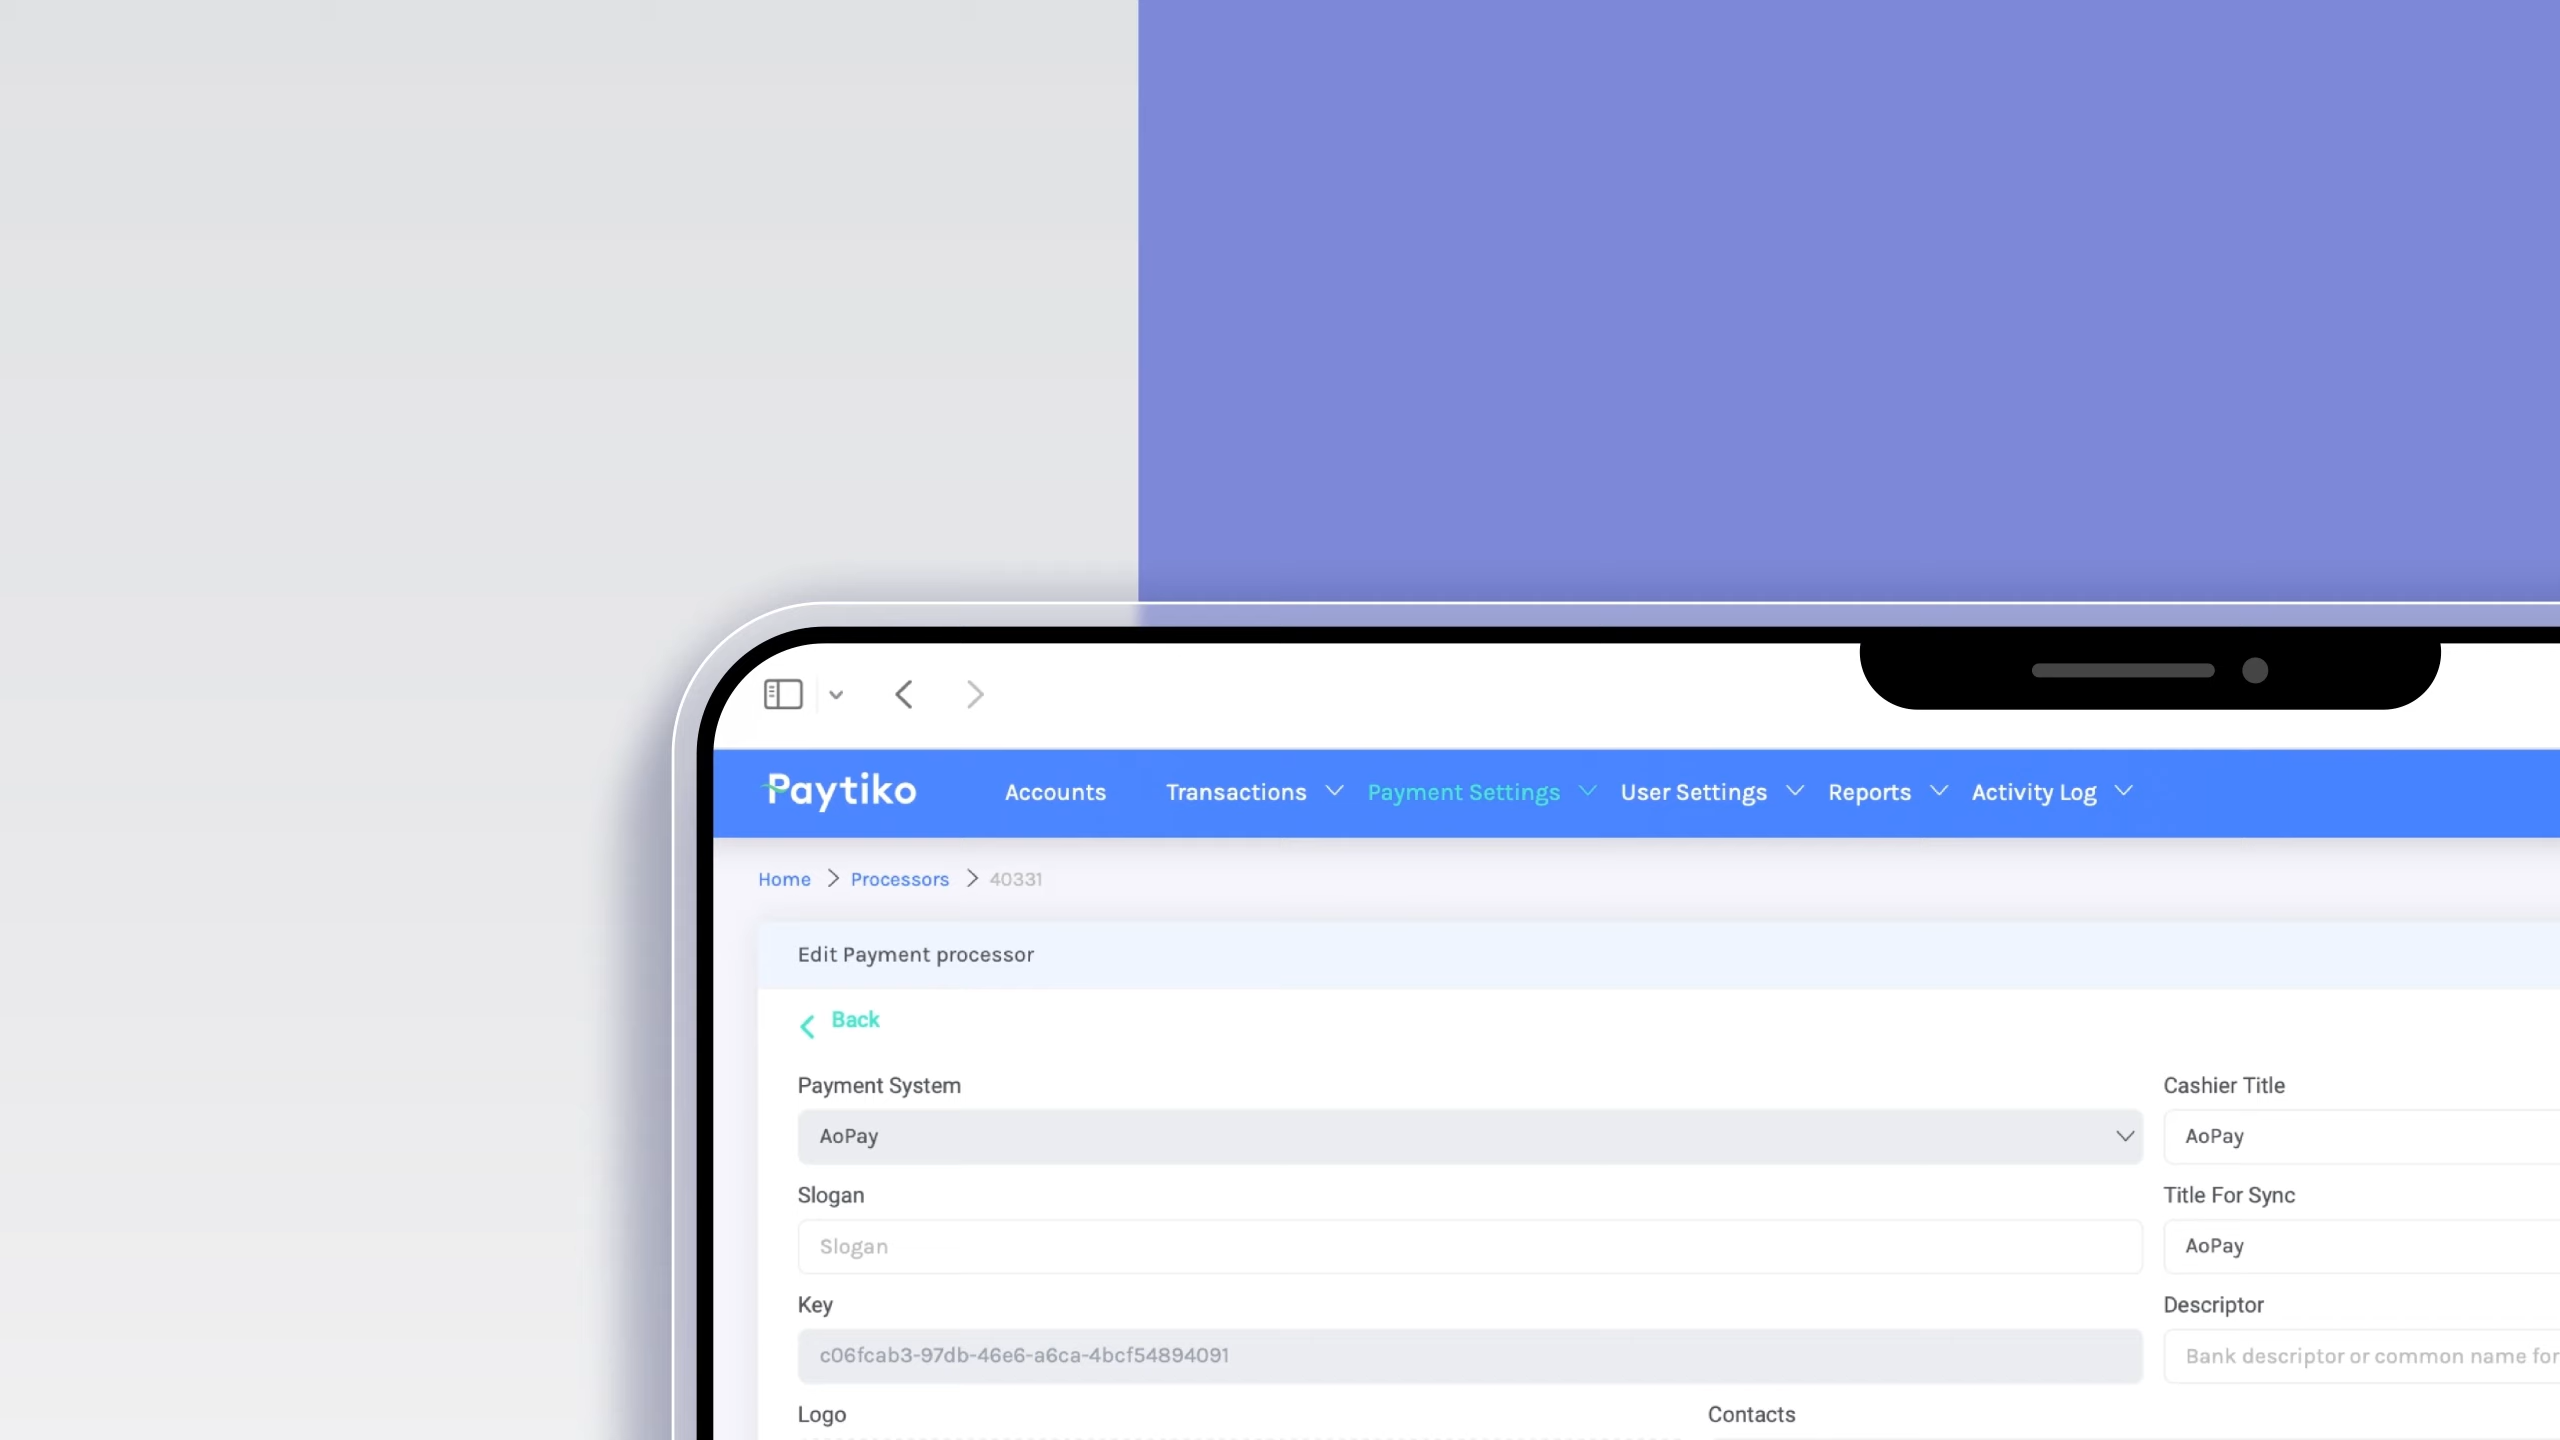 Paytiko Accounts Transactions Payment Settings User Settings Reports Activity Log
Home Processors 40331
Edit Payment processor
Back
Payment System Cashier Title
AoPay AoPay
Slogan Title For Sync
Slogan AoPay
Key Descriptor
c06fcab3-97db-46e6-a6ca-4bcf54894091 Bank descriptor or common name for
Logo Contacts